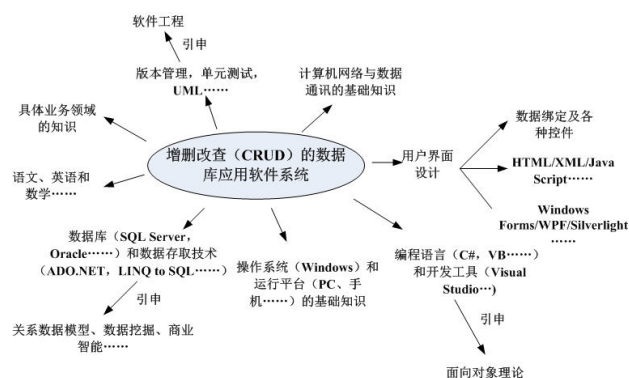 软件工程
引申
版本管理，单元测试，
UML……
计算机网络与数据
通讯的基础知识
具体业务领域
的知识
数据绑定及各
种控件
增删改查（CRUD）的数据
库应用软件系统
用户界面
设计
HTML/XML/Java
Script……
语文、英语和
数学……
Windows
Forms/WPF/Silverlight
……
数据库（SQL Server，
Oracle……）和数据存取技术
（ADO.NET，LINQ to SQL……）
操作系统（Windows）和
运行平台（PC、手
机……）的基础知识
编程语言（C#，VB……）
和开发工具（Visual
Studio…）
引申
引申
关系数据模型、数据挖掘、商业
智能……
面向对象理论